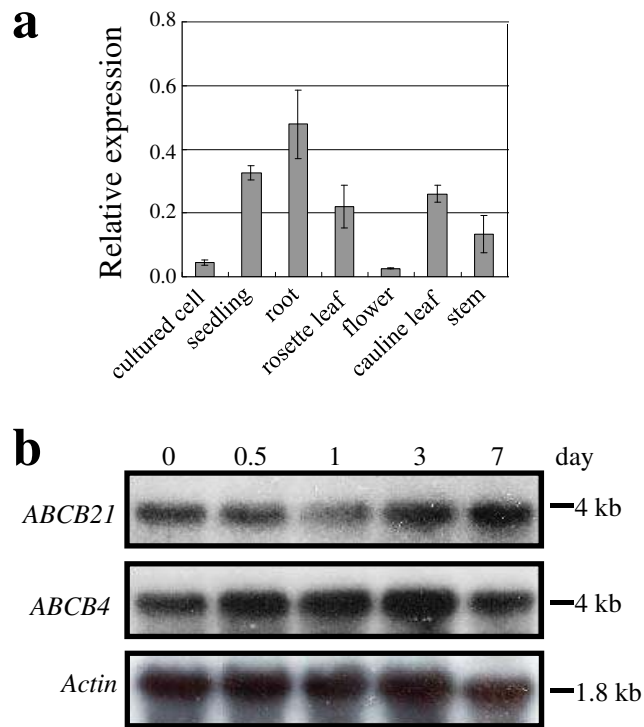 a
Relative expression
0.8
0.6
0.4
0.2
0.0
cultured cell
seedling
root
rosette leaf
flower
cauline leaf
stem
b
0 0.5 1 3 7 day
ABCB21
4 kb
ABCB4
4 kb
Actin
1.8 kb